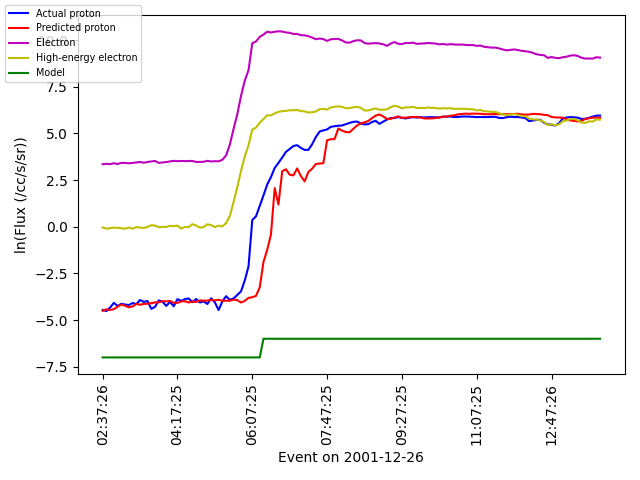 Actual proton
Predicted proton
Electron
High-energy electron
Model
7.5
5.0
2.5
0.0
−2.5
−5.0
−7.5
ln(Flux (/cc/s/sr))
02:37:26
04:17:25
06:07:25
07:47:25
09:27:25
11:07:25
12:47:26
Event on 2001-12-26